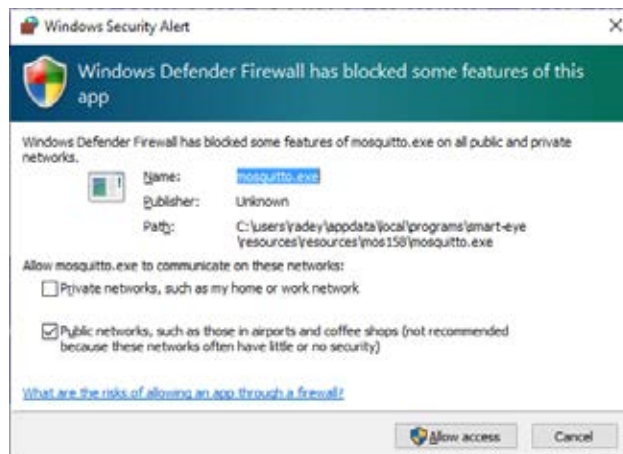 Windows Security Alert
Windows Defender Firewall has blocked some features of this
app
Windows Defender Firewall has blocked some features of mosquitto.exe on all public and private
networks.
Name: mosquitto.exe
Publisher: Unknown
Path: C:\users\radey\appdata\local\programs\smart-eye
\resources\resources\mos158\mosquitto.exe
Allow mosquitto.exe to communicate on these networks:
Private networks, such as my home or work network
Public networks, such as those in airports and coffee shops (not recommended
because these networks often have little or no security)
What are the risks of allowing an app through a firewall?
Allow access Cancel